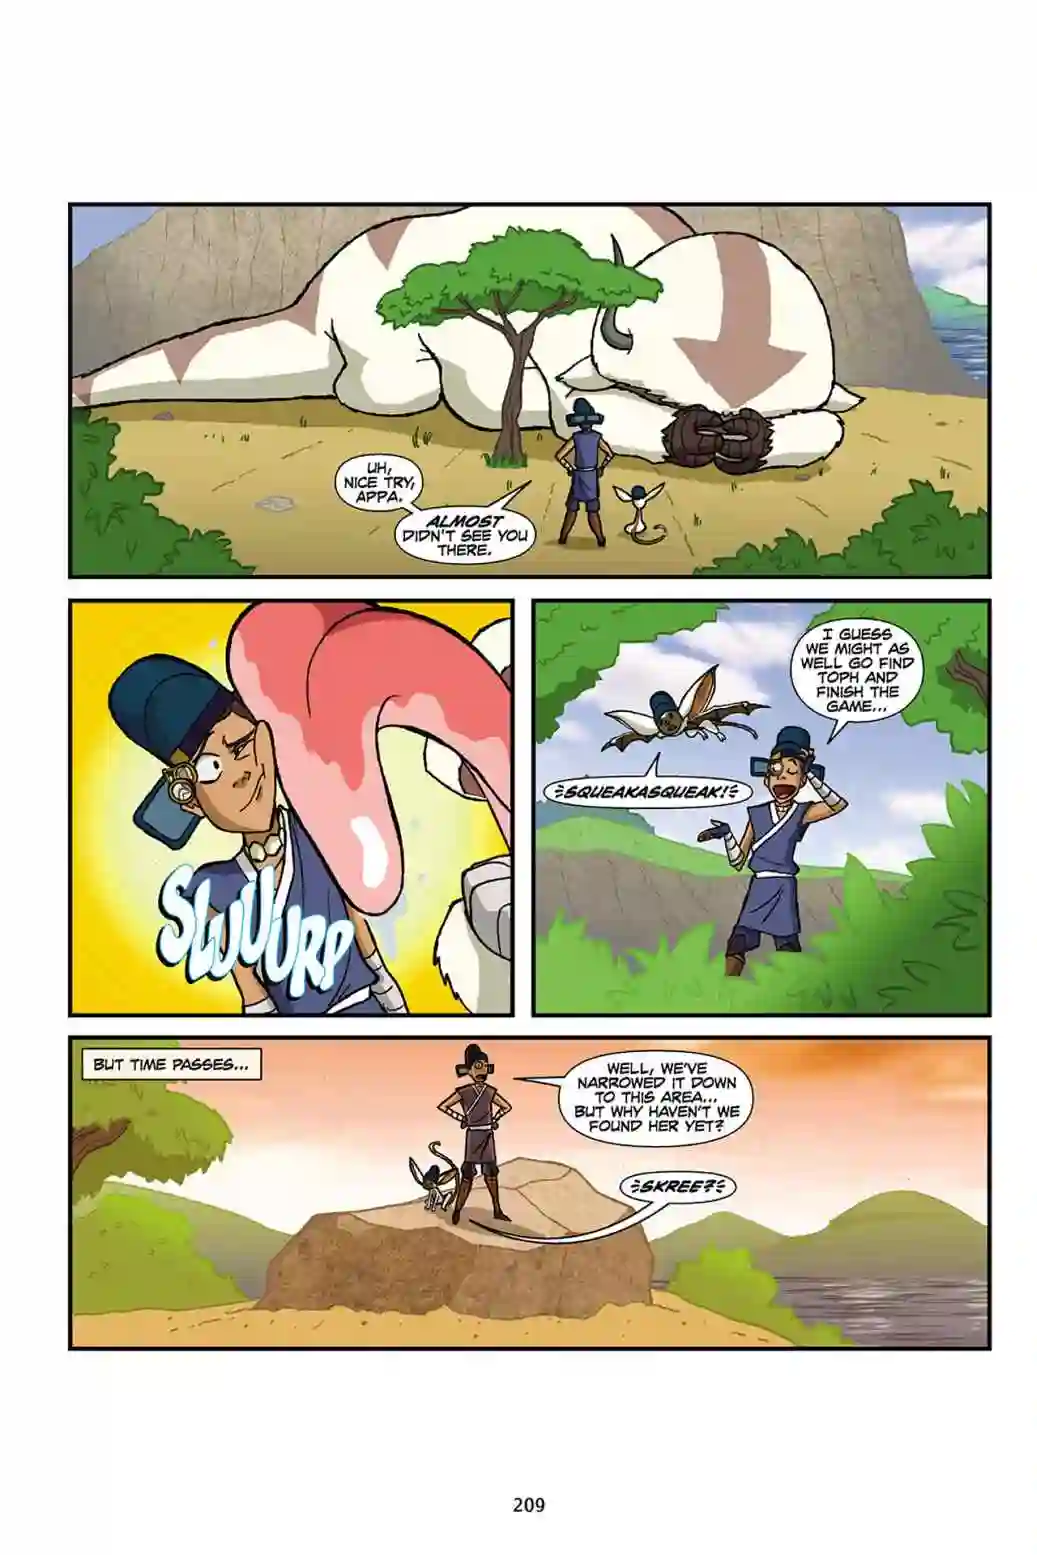 UH,
NICE TRY,
APPA.
ALMOST
DIDN'T SEE YOU
THERE.
SLUUURP
I GUESS
WE MIGHT AS
WELL GO FIND
TOPH AND
FINISH THE
GAME...
SQUEAKASQUEAK!
BUT TIME PASSES...
WELL, WE'VE
NARROWED IT DOWN
TO THIS AREA...
BUT WHY HAVEN'T WE
FOUND HER YET?
SKREE?
209